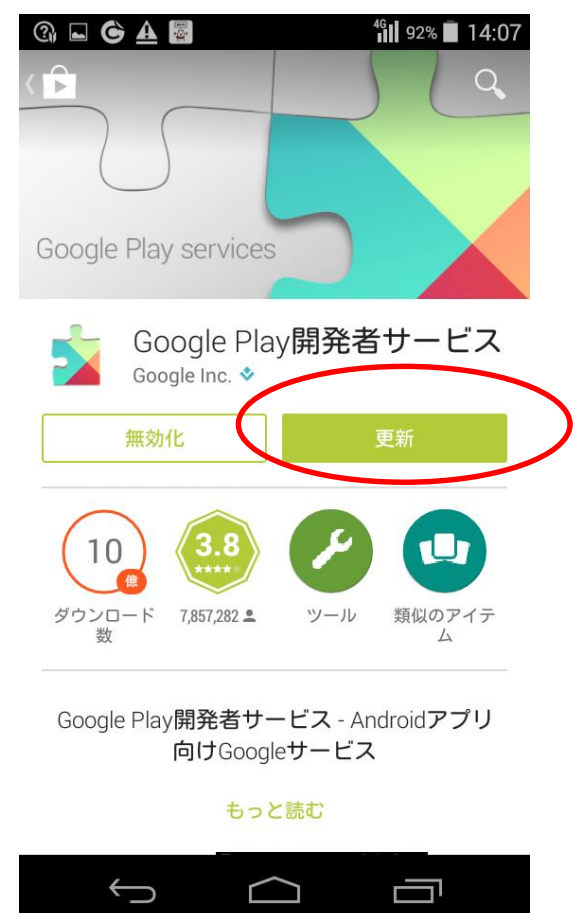 4G 92% 14:07
Google Play services
Google Play開発者サービス
Google Inc.
無効化 更新
10
億
3.8
ダウンロード
数
7,857,282
ツール
類似のアイテ
ム
Google Play開発者サービス - Androidアプリ
向けGoogleサービス
もっと読む